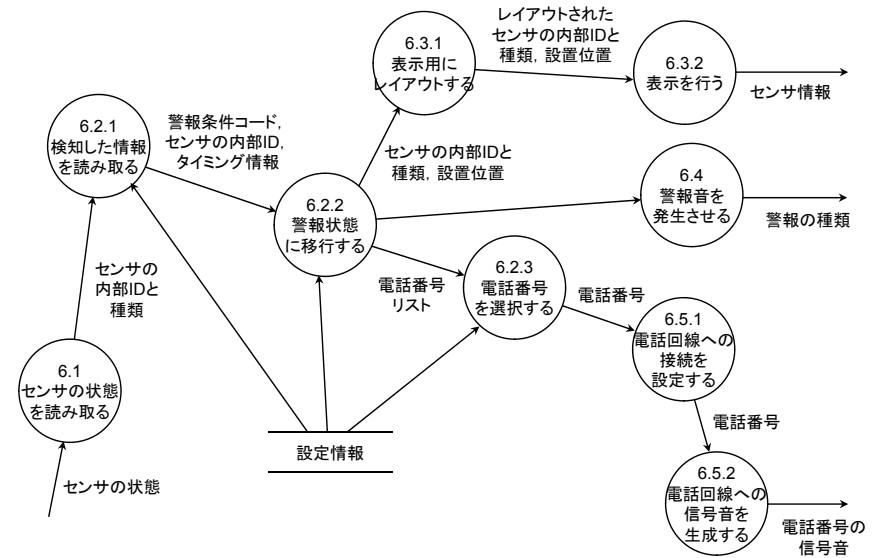 レイアウトされた
センサの内部IDと
種類, 設置位置
6.3.1
表示用に
レイアウトする
6.3.2
表示を行う
センサ情報
6.2.1
検知した情報
を読み取る
警報条件コード,
センサの内部ID,
タイミング情報
センサの内部IDと
種類, 設置位置
6.4
警報音を
発生させる
警報の種類
6.2.2
警報状態
に移行する
センサの
内部IDと
種類
電話番号
リスト
6.2.3
電話番号
を選択する
電話番号
6.5.1
電話回線への
接続を
設定する
6.1
センサの状態
を読み取る
設定情報
電話番号
センサの状態
6.5.2
電話回線への
信号音を
生成する
電話番号の
信号音